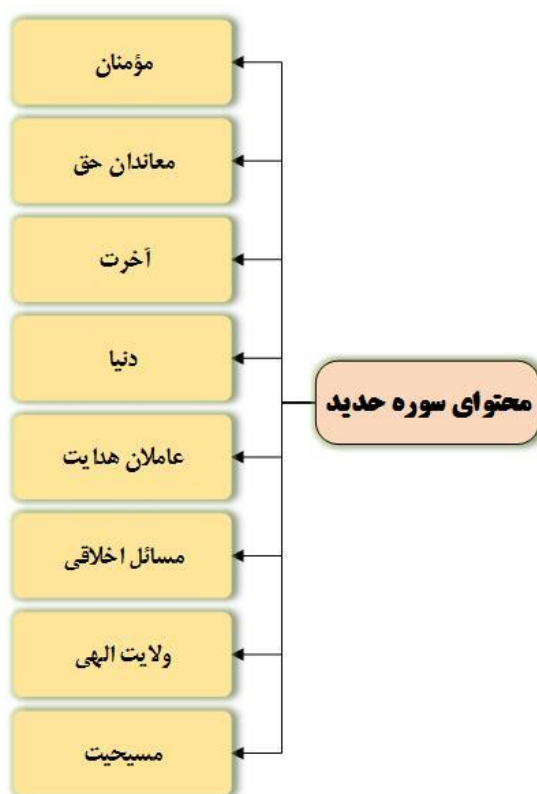 محتوای سوره حدید
مؤمنان
معاندان حق
آخرت
دنیا
عاملان هدایت
مسائل اخلاقی
ولایت الهی
مسیحیت